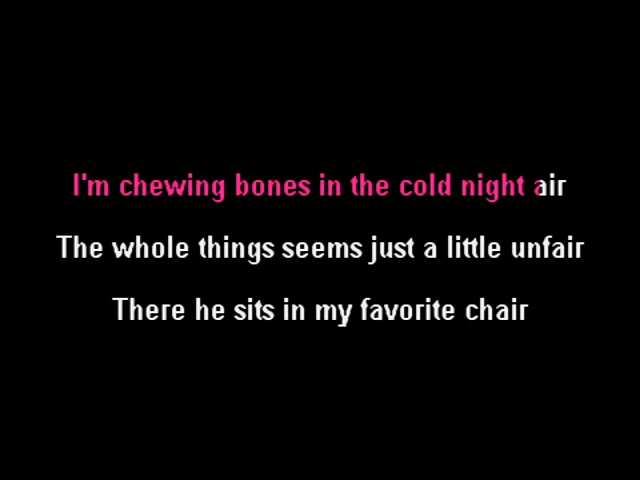 I'm chewing bones in the cold night air
The whole things seems just a little unfair
There he sits in my favorite chair